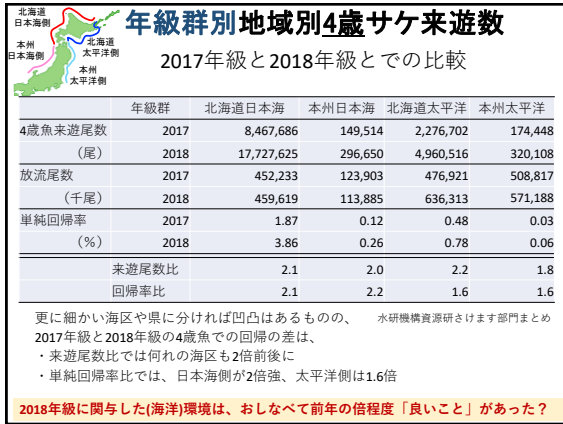 年級群別地域別4歳サケ来遊数
2017年級と2018年級とでの比較
北海道
日本海側
本州
日本海側
北海道
太平洋側
本州
太平洋側
年級群 北海道日本海 本州日本海 北海道太平洋 本州太平洋
4歳魚来遊尾数 2017 8,467,686 149,514 2,276,702 174,448
(尾) 2018 17,727,625 296,650 4,960,516 320,108
放流尾数 2017 452,233 123,903 476,921 508,817
(千尾) 2018 459,619 113,885 636,313 571,188
単純回帰率 2017 1.87 0.12 0.48 0.03
(%) 2018 3.86 0.26 0.78 0.06
来遊尾数比 2.1 2.0 2.2 1.8
回帰率比 2.1 2.2 1.6 1.6
更に細かい海区や県に分ければ凹凸はあるものの、 水研機構資源研さけます部門まとめ
2017年級と2018年級の4歳魚での回帰の差は、
・来遊尾数比では何れの海区も2倍前後に
・単純回帰率比では、日本海側が2倍強、太平洋側は1.6倍
2018年級に関与した(海洋)環境は、おしなべて前年の倍程度「良いこと」があった？